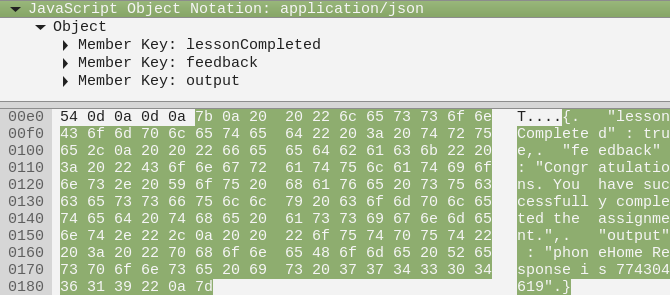 JavaScript Object Notation: application/json
Object
Member Key: lessonCompleted
Member Key: feedback
Member Key: output
00e0 54 0d 0a 0d 0a 7b 0a 20 20 22 6c 65 73 73 6f 6e T....{. "lesson
00f0 43 6f 6d 70 6c 65 74 65 64 22 20 3a 20 74 72 75 Complete d" : tru
0100 65 2c 0a 20 20 22 66 65 65 64 62 61 63 6b 22 20 e,. "fe edback"
0110 3a 20 22 43 6f 6e 67 72 61 74 75 6c 61 74 69 6f : "Congr atulatio
0120 6e 73 2e 20 59 6f 75 20 68 61 76 65 20 73 75 63 ns. You have suc
0130 63 65 73 73 66 75 6c 6c 79 20 63 6f 6d 70 6c 65 cessfull y comple
0140 74 65 64 20 74 68 65 20 61 73 73 69 67 6e 6d 65 ted the assignme
0150 6e 74 2e 22 2c 0a 20 20 22 6f 75 74 70 75 74 22 nt.",. "output"
0160 20 3a 20 22 70 68 6f 6e 65 48 6f 6d 65 20 52 65 : "phon eHome Re
0170 73 70 6f 6e 73 65 20 69 73 20 37 37 34 33 30 34 sponse i s 774304
0180 36 31 39 22 0a 7d 619".}